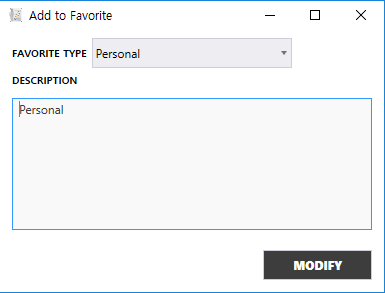 Add to Favorite
FAVORITE TYPE Personal
DESCRIPTION
Personal
MODIFY